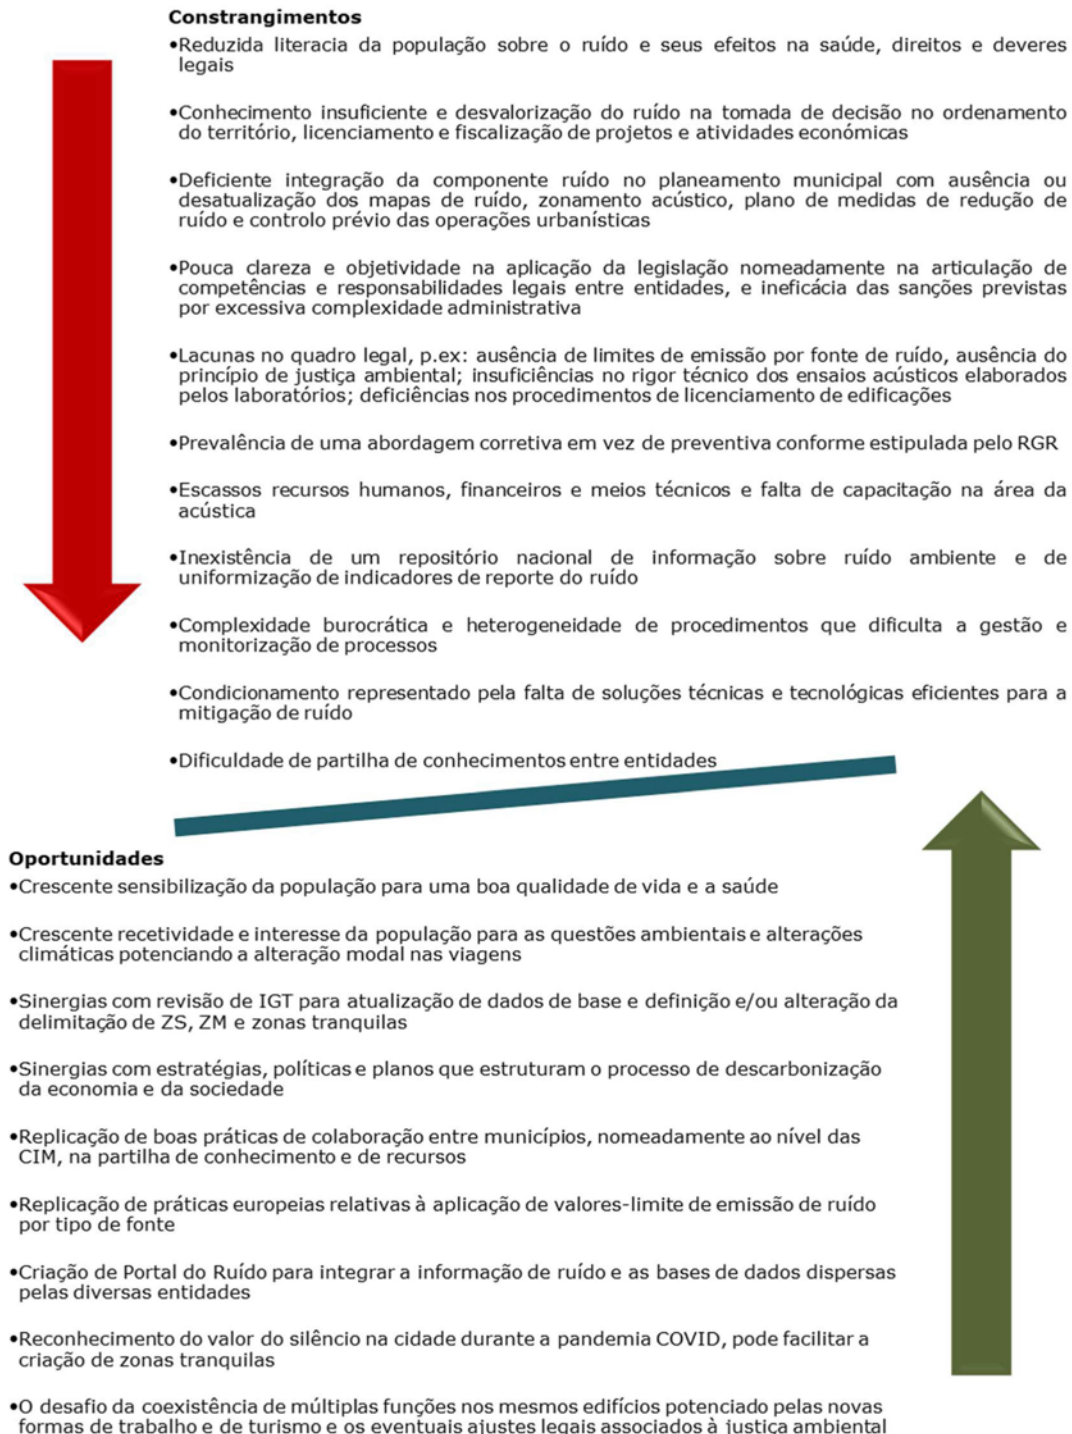 Constrangimentos
•Reduzida literacia da população sobre o ruído e seus efeitos na saúde, direitos e deveres
legais
•Conhecimento insuficiente e desvalorização do ruído na tomada de decisão no ordenamento
do território, licenciamento e fiscalização de projetos e atividades económicas
•Deficiente integração da componente ruído no planeamento municipal com ausência ou
desatualização dos mapas de ruído, zonamento acústico, plano de medidas de redução de
ruído e controlo prévio das operações urbanísticas
•Pouca clareza e objetividade na aplicação da legislação nomeadamente na articulação de
competências e responsabilidades legais entre entidades, e ineficácia das sanções previstas
por excessiva complexidade administrativa
•Lacunas no quadro legal, p.ex: ausência de limites de emissão por fonte de ruído, ausência do
princípio de justiça ambiental; insuficiências no rigor técnico dos ensaios acústicos elaborados
pelos laboratórios; deficiências nos procedimentos de licenciamento de edificações
•Prevalência de uma abordagem corretiva em vez de preventiva conforme estipulada pelo RGR
•Escassos recursos humanos, financeiros e meios técnicos e falta de capacitação na área da
acústica
•Inexistência de um repositório nacional de informação sobre ruído ambiente e de
uniformização de indicadores de reporte do ruído
•Complexidade burocrática e heterogeneidade de procedimentos que dificulta a gestão e
monitorização de processos
•Condicionamento representado pela falta de soluções técnicas e tecnológicas eficientes para a
mitigação de ruído
•Dificuldade de partilha de conhecimentos entre entidades
Oportunidades
•Crescente sensibilização da população para uma boa qualidade de vida e a saúde
•Crescente recetividade e interesse da população para as questões ambientais e alterações
climáticas potenciando a alteração modal nas viagens
•Sinergias com revisão de IGT para atualização de dados de base e definição e/ou alteração da
delimitação de ZS, ZM e zonas tranquilas
•Sinergias com estratégias, políticas e planos que estruturam o processo de descarbonização
da economia e da sociedade
•Replicação de boas práticas de colaboração entre municípios, nomeadamente ao nível das
CIM, na partilha de conhecimento e de recursos
•Replicação de práticas europeias relativas à aplicação de valores-limite de emissão de ruído
por tipo de fonte
•Criação de Portal do Ruído para integrar a informação de ruído e as bases de dados dispersas
pelas diversas entidades
•Reconhecimento do valor do silêncio na cidade durante a pandemia COVID, pode facilitar a
criação de zonas tranquilas
•O desafio da coexistência de múltiplas funções nos mesmos edifícios potenciado pelas novas
formas de trabalho e de turismo e os eventuais ajustes legais associados à justiça ambiental